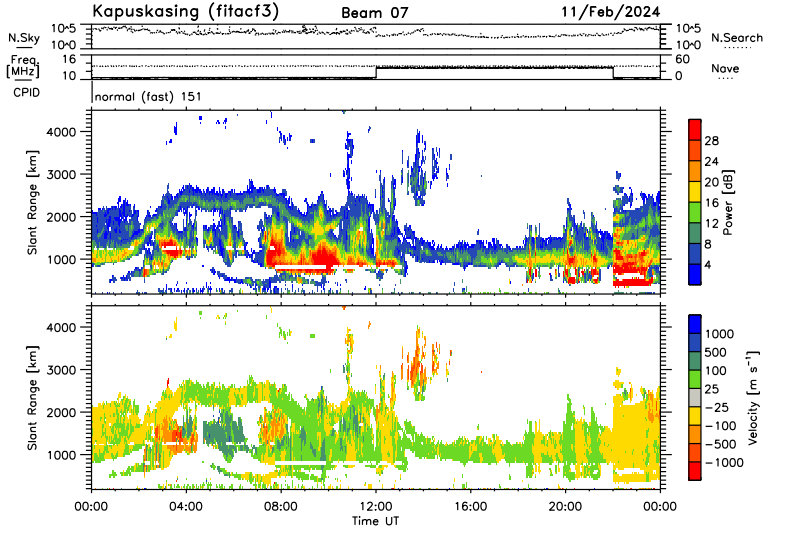 Kapuskasing (fitacf3) Beam 07 11/Feb/2024
N.Sky 10^5 10^0 10^5 10^0 N.Search
Freq. [MHz] 16 10 60 0 Nave
CPID normal (fast) 151
Slant Range [km] 4000 3000 2000 1000
Power [dB] 28 24 20 16 12 8 4
Slant Range [km] 4000 3000 2000 1000
Velocity [m s⁻¹] 1000 500 100 25 −25 −100 −500 −1000
00:00 04:00 08:00 12:00 16:00 20:00 00:00
Time UT